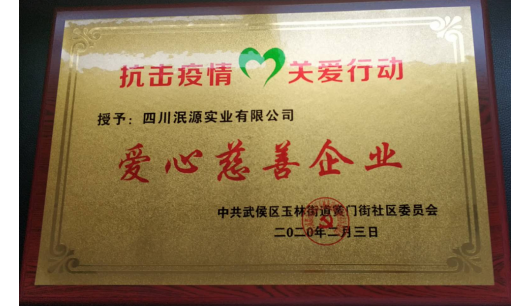 抗击疫情 关爱行动
授予：四川泯源实业有限公司
爱心慈善企业
中共武侯区玉林街道黉门街社区委员会
二〇二〇年二月三日